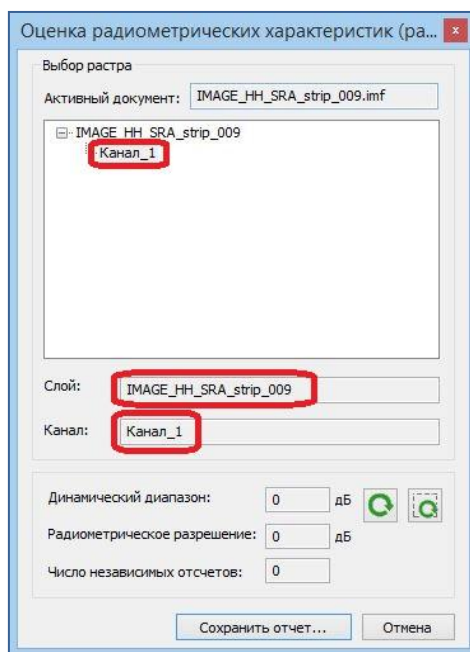 Оценка радиометрических характеристик (ра...
Выбор растра
Активный документ: IMAGE_HH_SRA_strip_009.imf
IMAGE_HH_SRA_strip_009
Канал_1
Слой: IMAGE_HH_SRA_strip_009
Канал: Канал_1
Динамический диапазон: 0 дБ
Радиометрическое разрешение: 0 дБ
Число независимых отсчетов: 0
Сохранить отчет... Отмена